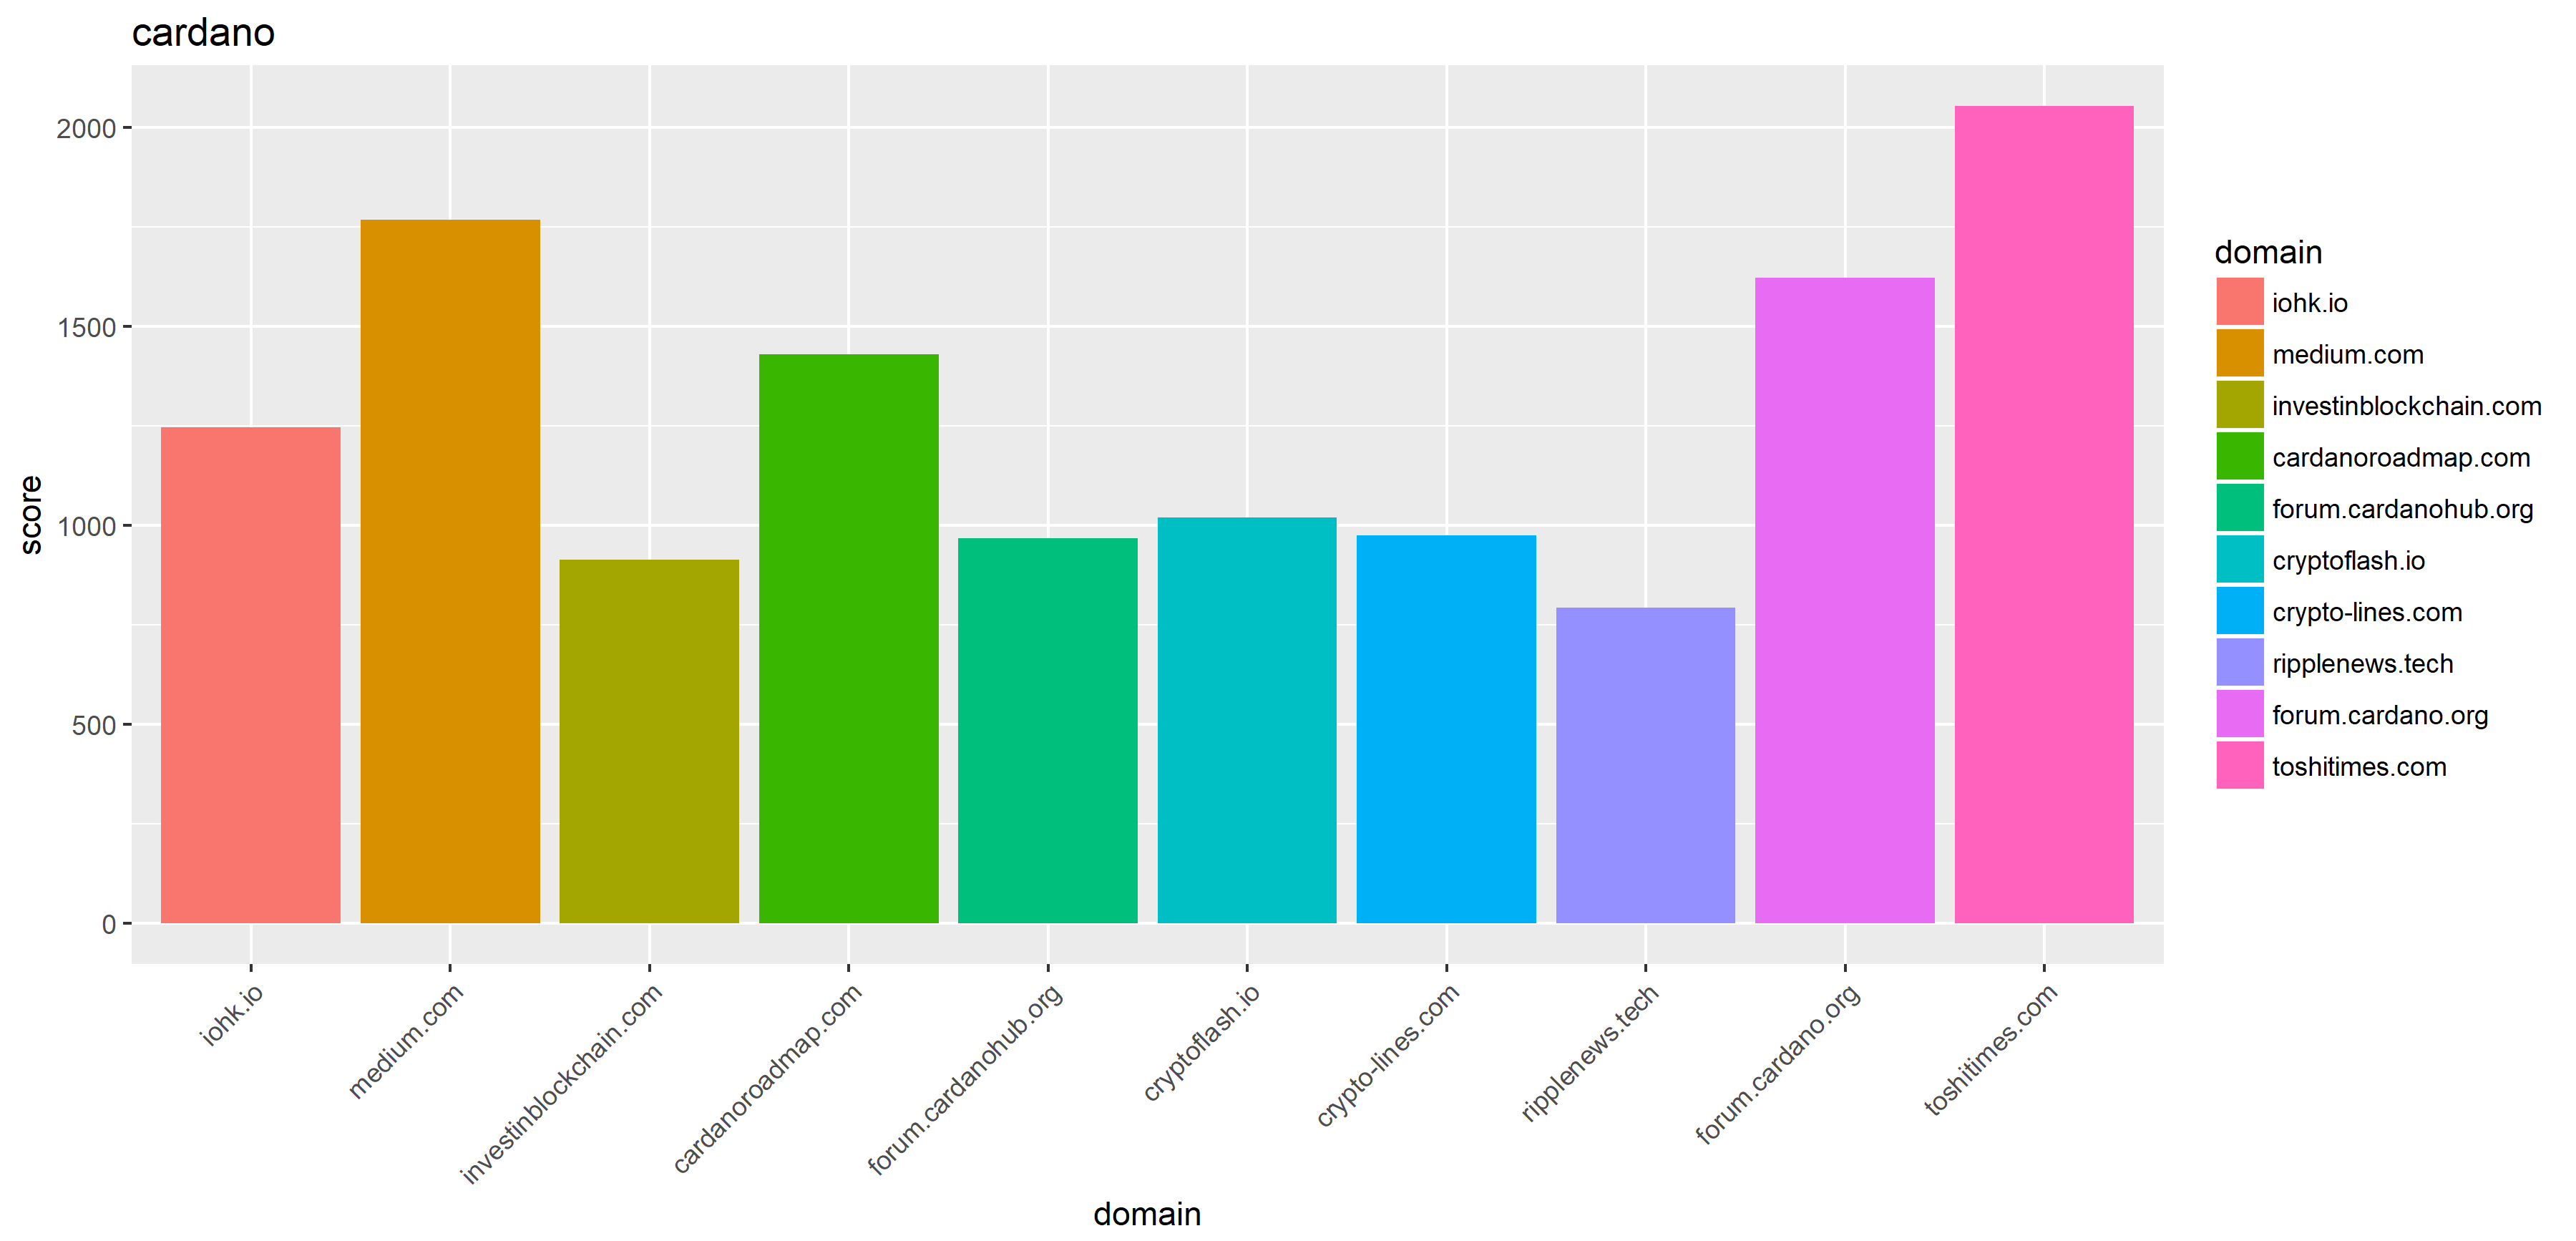 cardano
score
2000
1500
1000
500
0
iohk.io
medium.com
investinblockchain.com
cardanoroadmap.com
forum.cardanohub.org
cryptoflash.io
crypto-lines.com
ripplenews.tech
forum.cardano.org
toshitimes.com
domain
domain
iohk.io
medium.com
investinblockchain.com
cardanoroadmap.com
forum.cardanohub.org
cryptoflash.io
crypto-lines.com
ripplenews.tech
forum.cardano.org
toshitimes.com